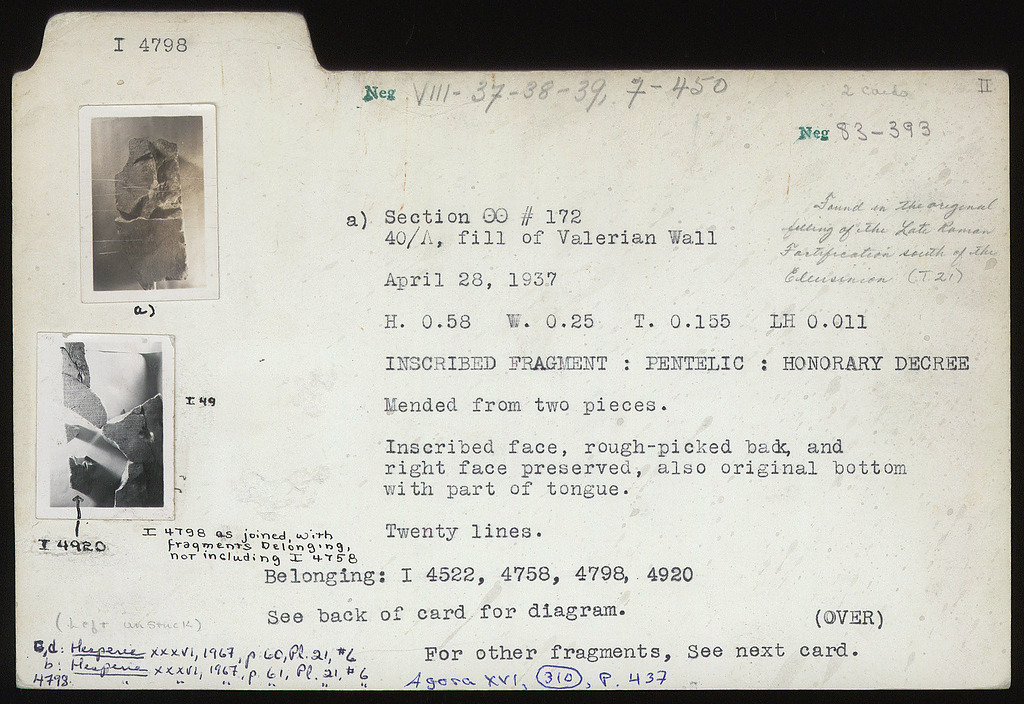 I 4798
Neg VIII-37-38-39, 7-450
II
2 cards
Neg 83-393
a) Section ΘΘ # 172
40/Λ, fill of Valerian Wall
Found in the original
filling of the Late Roman
Fortification south of the
Eleusinion (T 21)
April 28, 1937
H. 0.58 W. 0.25 T. 0.155 LH 0.011
INSCRIBED FRAGMENT : PENTELIC : HONORARY DECREE
Mended from two pieces.
Inscribed face, rough-picked back, and
right face preserved, also original bottom
with part of tongue.
Twenty lines.
a)
I 49
I 4920
I 4798 as joined, with
fragments belonging,
not including I 4758
Belonging: I 4522, 4758, 4798, 4920
See back of card for diagram.
(OVER)
For other fragments, See next card.
(Left unstuck)
c,d: Hesperia XXXVI, 1967, p. 60, Pl. 21, #6
b: Hesperia XXXVI, 1967, p. 61, Pl. 21, #6
4798: " " " " "
Agora XVI, 310, P. 437